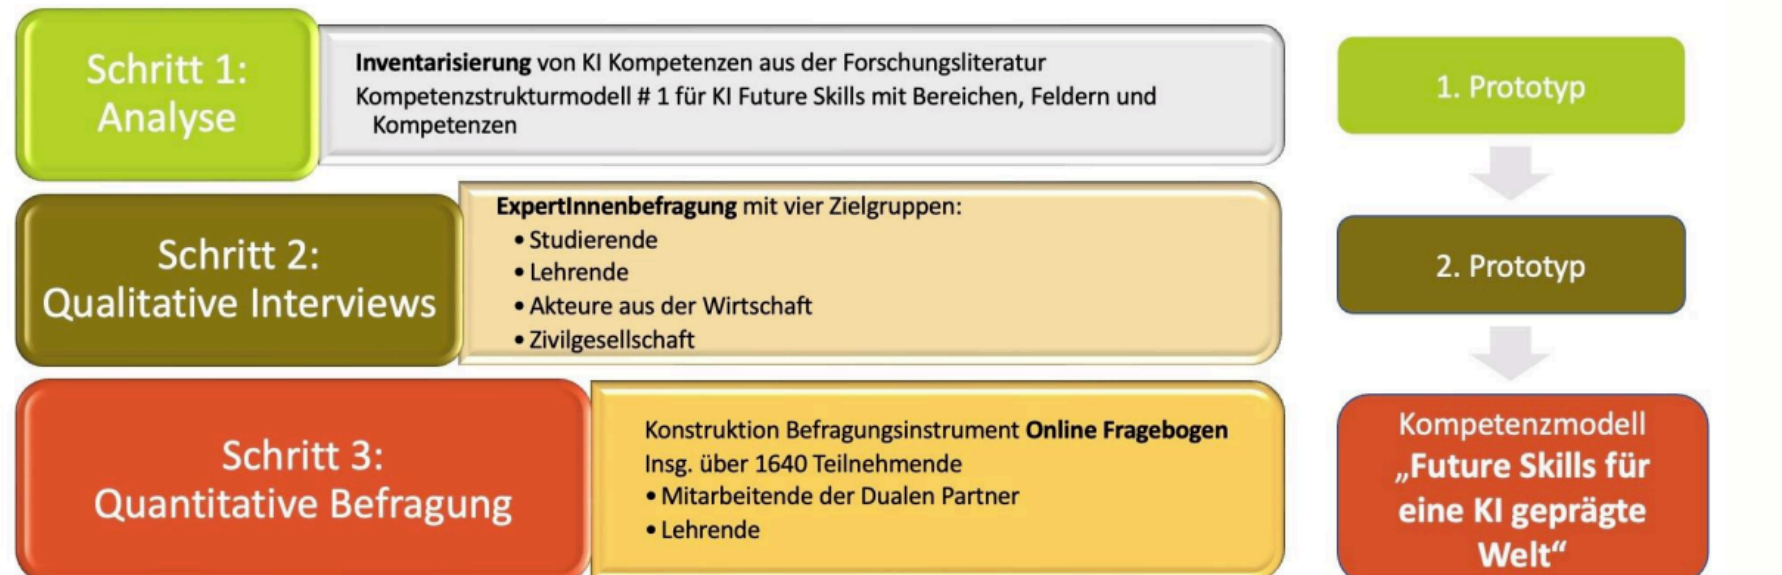 Schritt 1:
Analyse
Inventarisierung von KI Kompetenzen aus der Forschungsliteratur
Kompetenzstrukturmodell # 1 für KI Future Skills mit Bereichen, Feldern und
Kompetenzen
1. Prototyp
Schritt 2:
Qualitative Interviews
ExpertInnenbefragung mit vier Zielgruppen:
• Studierende
• Lehrende
• Akteure aus der Wirtschaft
• Zivilgesellschaft
2. Prototyp
Schritt 3:
Quantitative Befragung
Konstruktion Befragungsinstrument Online Fragebogen
Insg. über 1640 Teilnehmende
• Mitarbeitende der Dualen Partner
• Lehrende
Kompetenzmodell
„Future Skills für
eine KI geprägte
Welt“